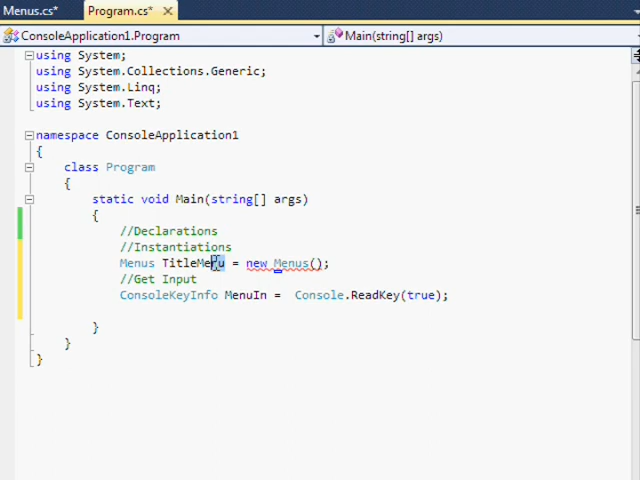 Menus.cs* Program.cs*
ConsoleApplication1.Program Main(string[] args)
using System;
using System.Collections.Generic;
using System.Linq;
using System.Text;
namespace ConsoleApplication1
{
class Program
{
static void Main(string[] args)
{
//Declarations
//Instantiations
Menus TitleMenu = new Menus();
//Get Input
ConsoleKeyInfo MenuIn = Console.ReadKey(true);
}
}
}